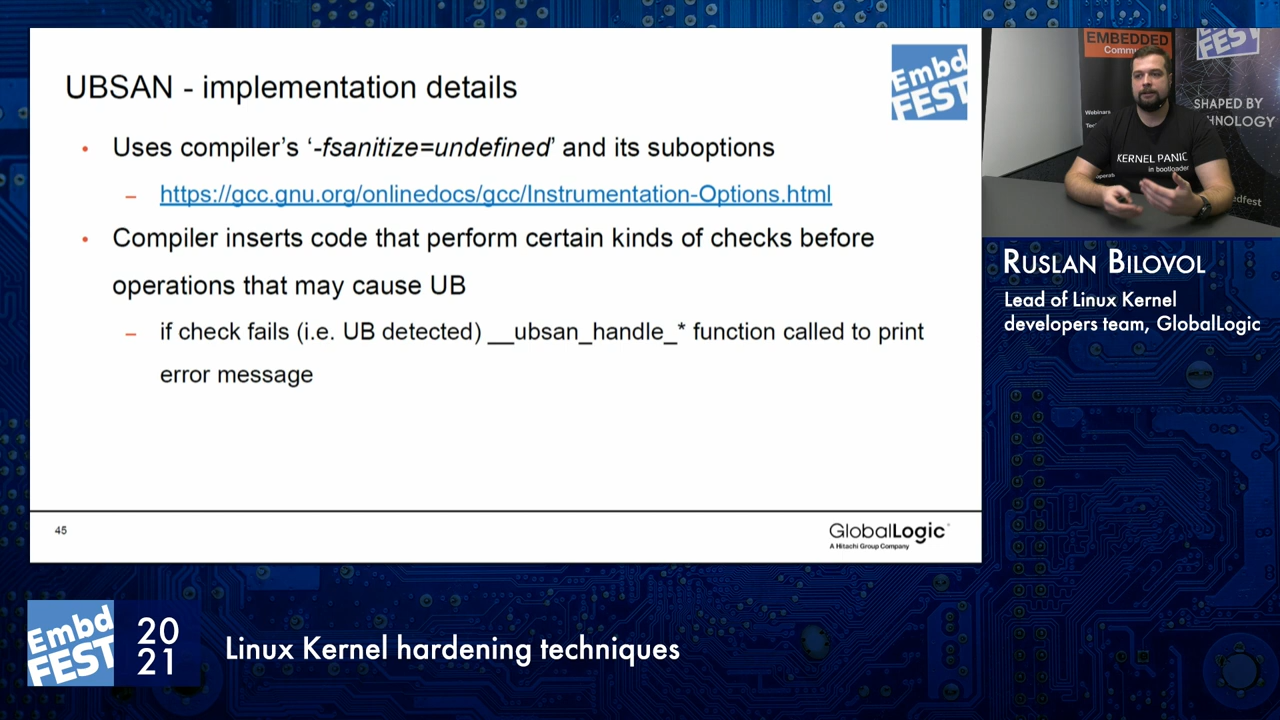 UBSAN - implementation details
Embd
FEST
• Uses compiler's '-fsanitize=undefined' and its suboptions
– https://gcc.gnu.org/onlinedocs/gcc/Instrumentation-Options.html
• Compiler inserts code that perform certain kinds of checks before
operations that may cause UB
– if check fails (i.e. UB detected) __ubsan_handle_* function called to print
error message
45
GlobalLogic
A Hitachi Group Company
EMBEDDED
FEST
Webinars
SHAPED BY
KERNEL PANIC
in bootloader
RUSLAN BILOVOL
Lead of Linux Kernel
developers team, GlobalLogic
Embd
FEST
20
21
Linux Kernel hardening techniques